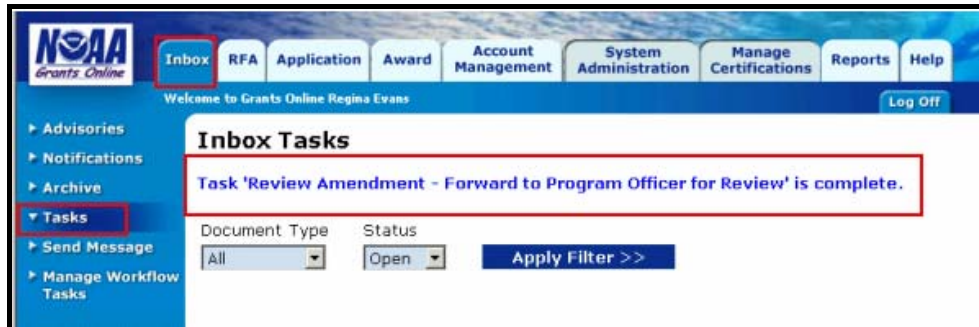 NOAA
Grants Online
Inbox RFA Application Award Account Management System Administration Manage Certifications Reports Help
Welcome to Grants Online Regina Evans
Log Off
Advisories
Notifications
Archive
Tasks
Send Message
Manage Workflow
Tasks
Inbox Tasks
Task 'Review Amendment - Forward to Program Officer for Review' is complete.
Document Type Status
All Open Apply Filter >>